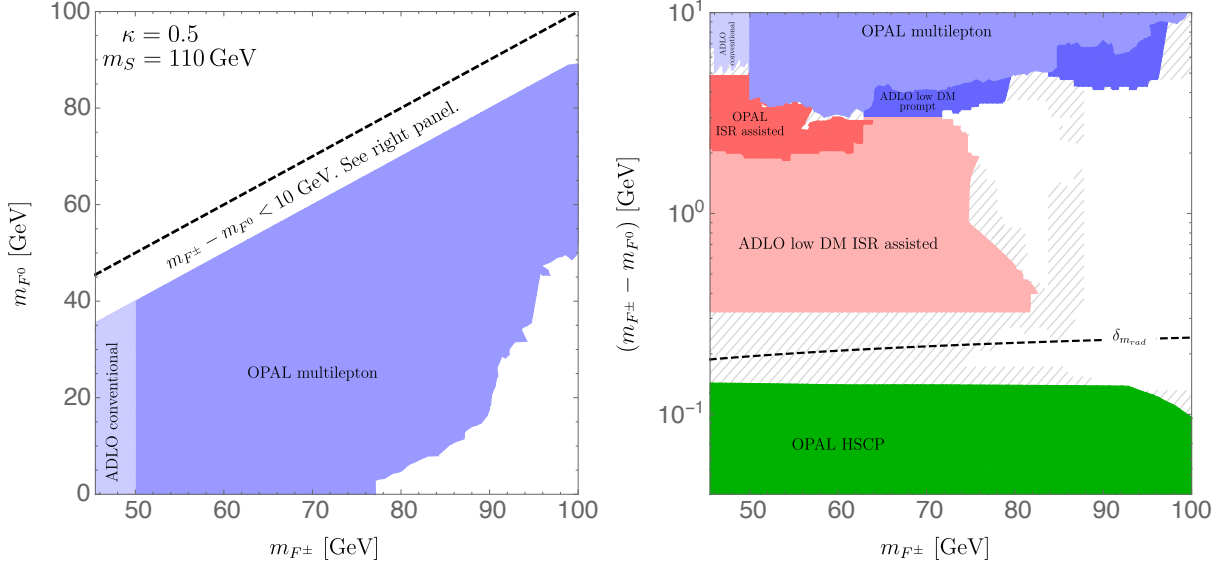 κ = 0.5
m_S = 110 GeV
m_{F^±} − m_{F^0} < 10 GeV. See right panel.
ADLO conventional
OPAL multilepton
m_{F^0} [GeV]
100
80
60
40
20
0
50
60
70
80
90
100
m_{F^±} [GeV]
ADLO
conventional
OPAL multilepton
ADLO low DM
prompt
OPAL
ISR assisted
ADLO low DM ISR assisted
δ_{m_{rad}}
OPAL HSCP
(m_{F^±} − m_{F^0}) [GeV]
10^1
10^0
10^{−1}
50
60
70
80
90
100
m_{F^±} [GeV]